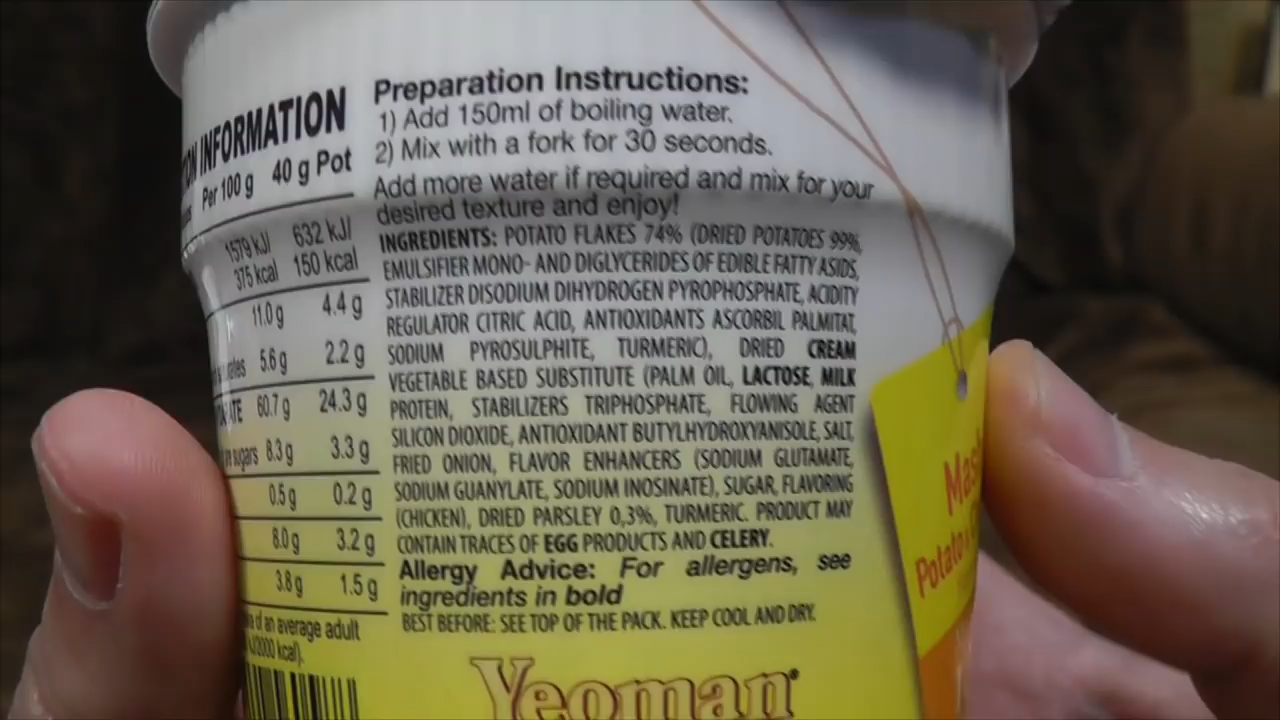 INFORMATION
Per 100 g 40 g Pot
1579 kJ/ 632 kJ/
375 kcal 150 kcal
11.0 g 4.4 g
5.6 g 2.2 g
60.7 g 24.3 g
sugars 8.3 g 3.3 g
0.5 g 0.2 g
8.0 g 3.2 g
3.8 g 1.5 g
of an average adult
kcal).
Preparation Instructions:
1) Add 150ml of boiling water.
2) Mix with a fork for 30 seconds.
Add more water if required and mix for your
desired texture and enjoy!
INGREDIENTS: POTATO FLAKES 74% (DRIED POTATOES 99%,
EMULSIFIER MONO- AND DIGLYCERIDES OF EDIBLE FATTY ASIDS,
STABILIZER DISODIUM DIHYDROGEN PYROPHOSPHATE, ACIDITY
REGULATOR CITRIC ACID, ANTIOXIDANTS ASCORBIL PALMITAT,
SODIUM PYROSULPHITE, TURMERIC), DRIED CREAM
VEGETABLE BASED SUBSTITUTE (PALM OIL, LACTOSE, MILK
PROTEIN, STABILIZERS TRIPHOSPHATE, FLOWING AGENT
SILICON DIOXIDE, ANTIOXIDANT BUTYLHYDROXYANISOLE, SALT,
FRIED ONION, FLAVOR ENHANCERS (SODIUM GLUTAMATE,
SODIUM GUANYLATE, SODIUM INOSINATE), SUGAR, FLAVORING
(CHICKEN), DRIED PARSLEY 0,3%, TURMERIC. PRODUCT MAY
CONTAIN TRACES OF EGG PRODUCTS AND CELERY.
Allergy Advice: For allergens, see
ingredients in bold
BEST BEFORE: SEE TOP OF THE PACK. KEEP COOL AND DRY.
Yeoman
Mas
Potato